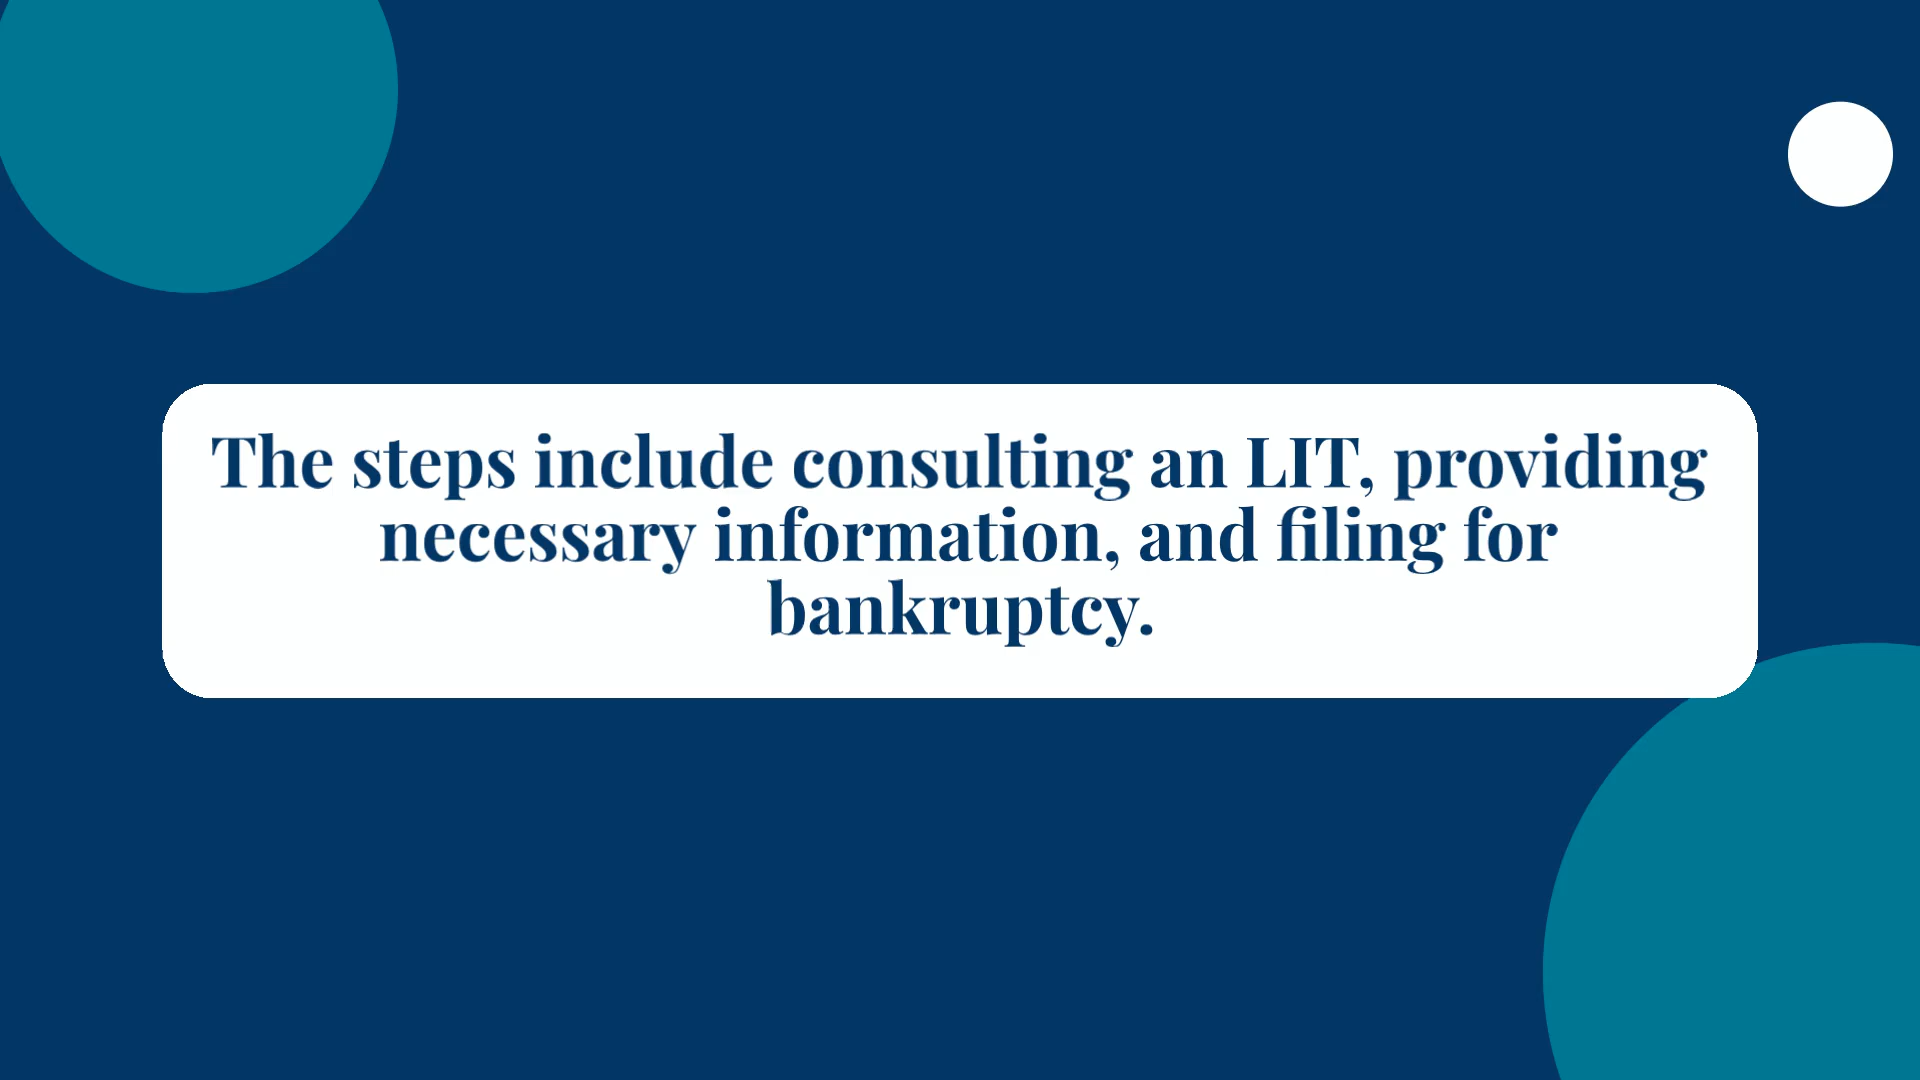 The steps include consulting an LIT, providing
necessary information, and filing for
bankruptcy.